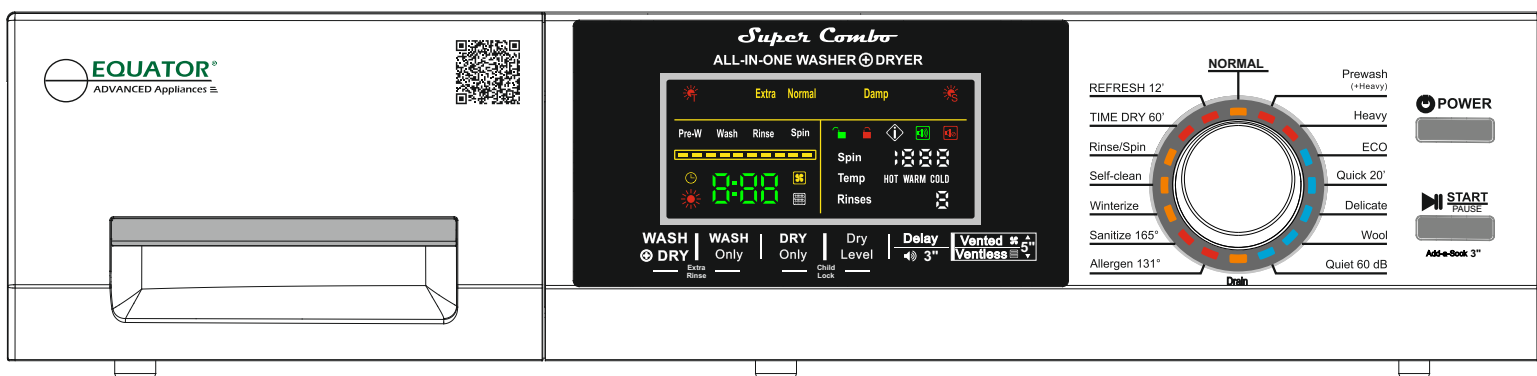 EQUATOR®
ADVANCED Appliances
Super Combo
ALL-IN-ONE WASHER DRYER
T Extra Normal Damp S
Pre-W Wash Rinse Spin
Spin 1888
Temp HOT WARM COLD
8:88
Rinses 8
WASH
DRY
Extra
Rinse
WASH
Only
DRY
Only
Child
Lock
Dry
Level
Delay
3"
Vented
Ventless
5"
NORMAL
REFRESH 12'
TIME DRY 60'
Rinse/Spin
Self-clean
Winterize
Sanitize 165°
Allergen 131°
Drain
Prewash
(+Heavy)
Heavy
ECO
Quick 20'
Delicate
Wool
Quiet 60 dB
POWER
START
PAUSE
Add-a-Sock 3"